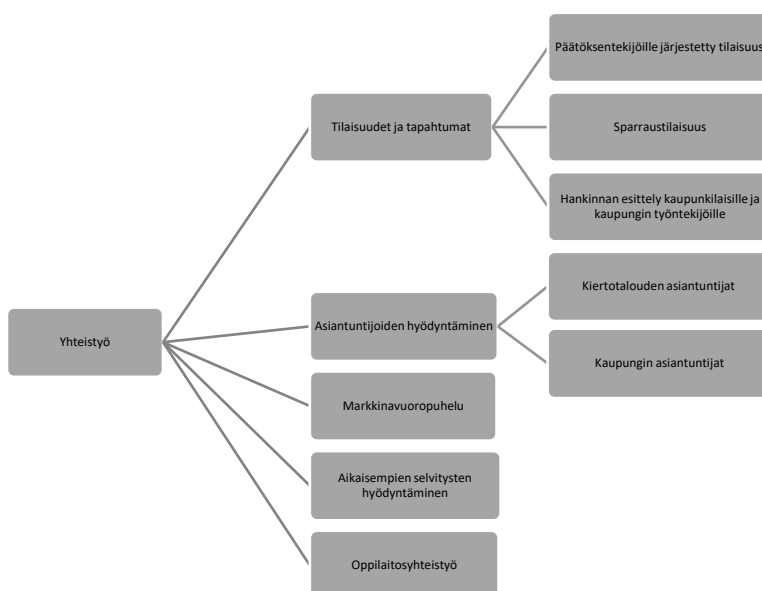 Yhteistyö
Tilaisuudet ja tapahtumat
Päätöksentekijöille järjestetty tilaisuus
Sparraustilaisuus
Hankinnan esittely kaupunkilaisille ja
kaupungin työntekijöille
Asiantuntijoiden hyödyntäminen
Kiertotalouden asiantuntijat
Kaupungin asiantuntijat
Markkinavuoropuhelu
Aikaisempien selvitysten
hyödyntäminen
Oppilaitosyhteistyö